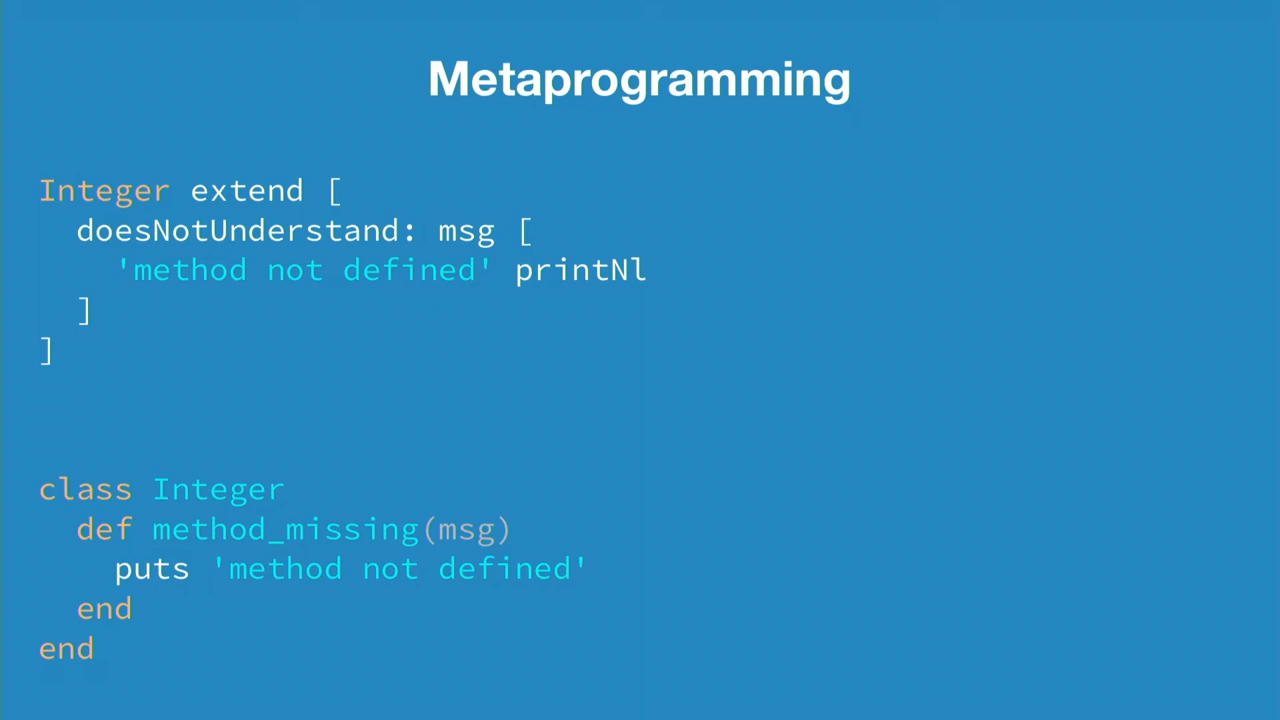 Metaprogramming
Integer extend [
  doesNotUnderstand: msg [
    'method not defined' printNl
  ]
]
class Integer
  def method_missing(msg)
    puts 'method not defined'
  end
end